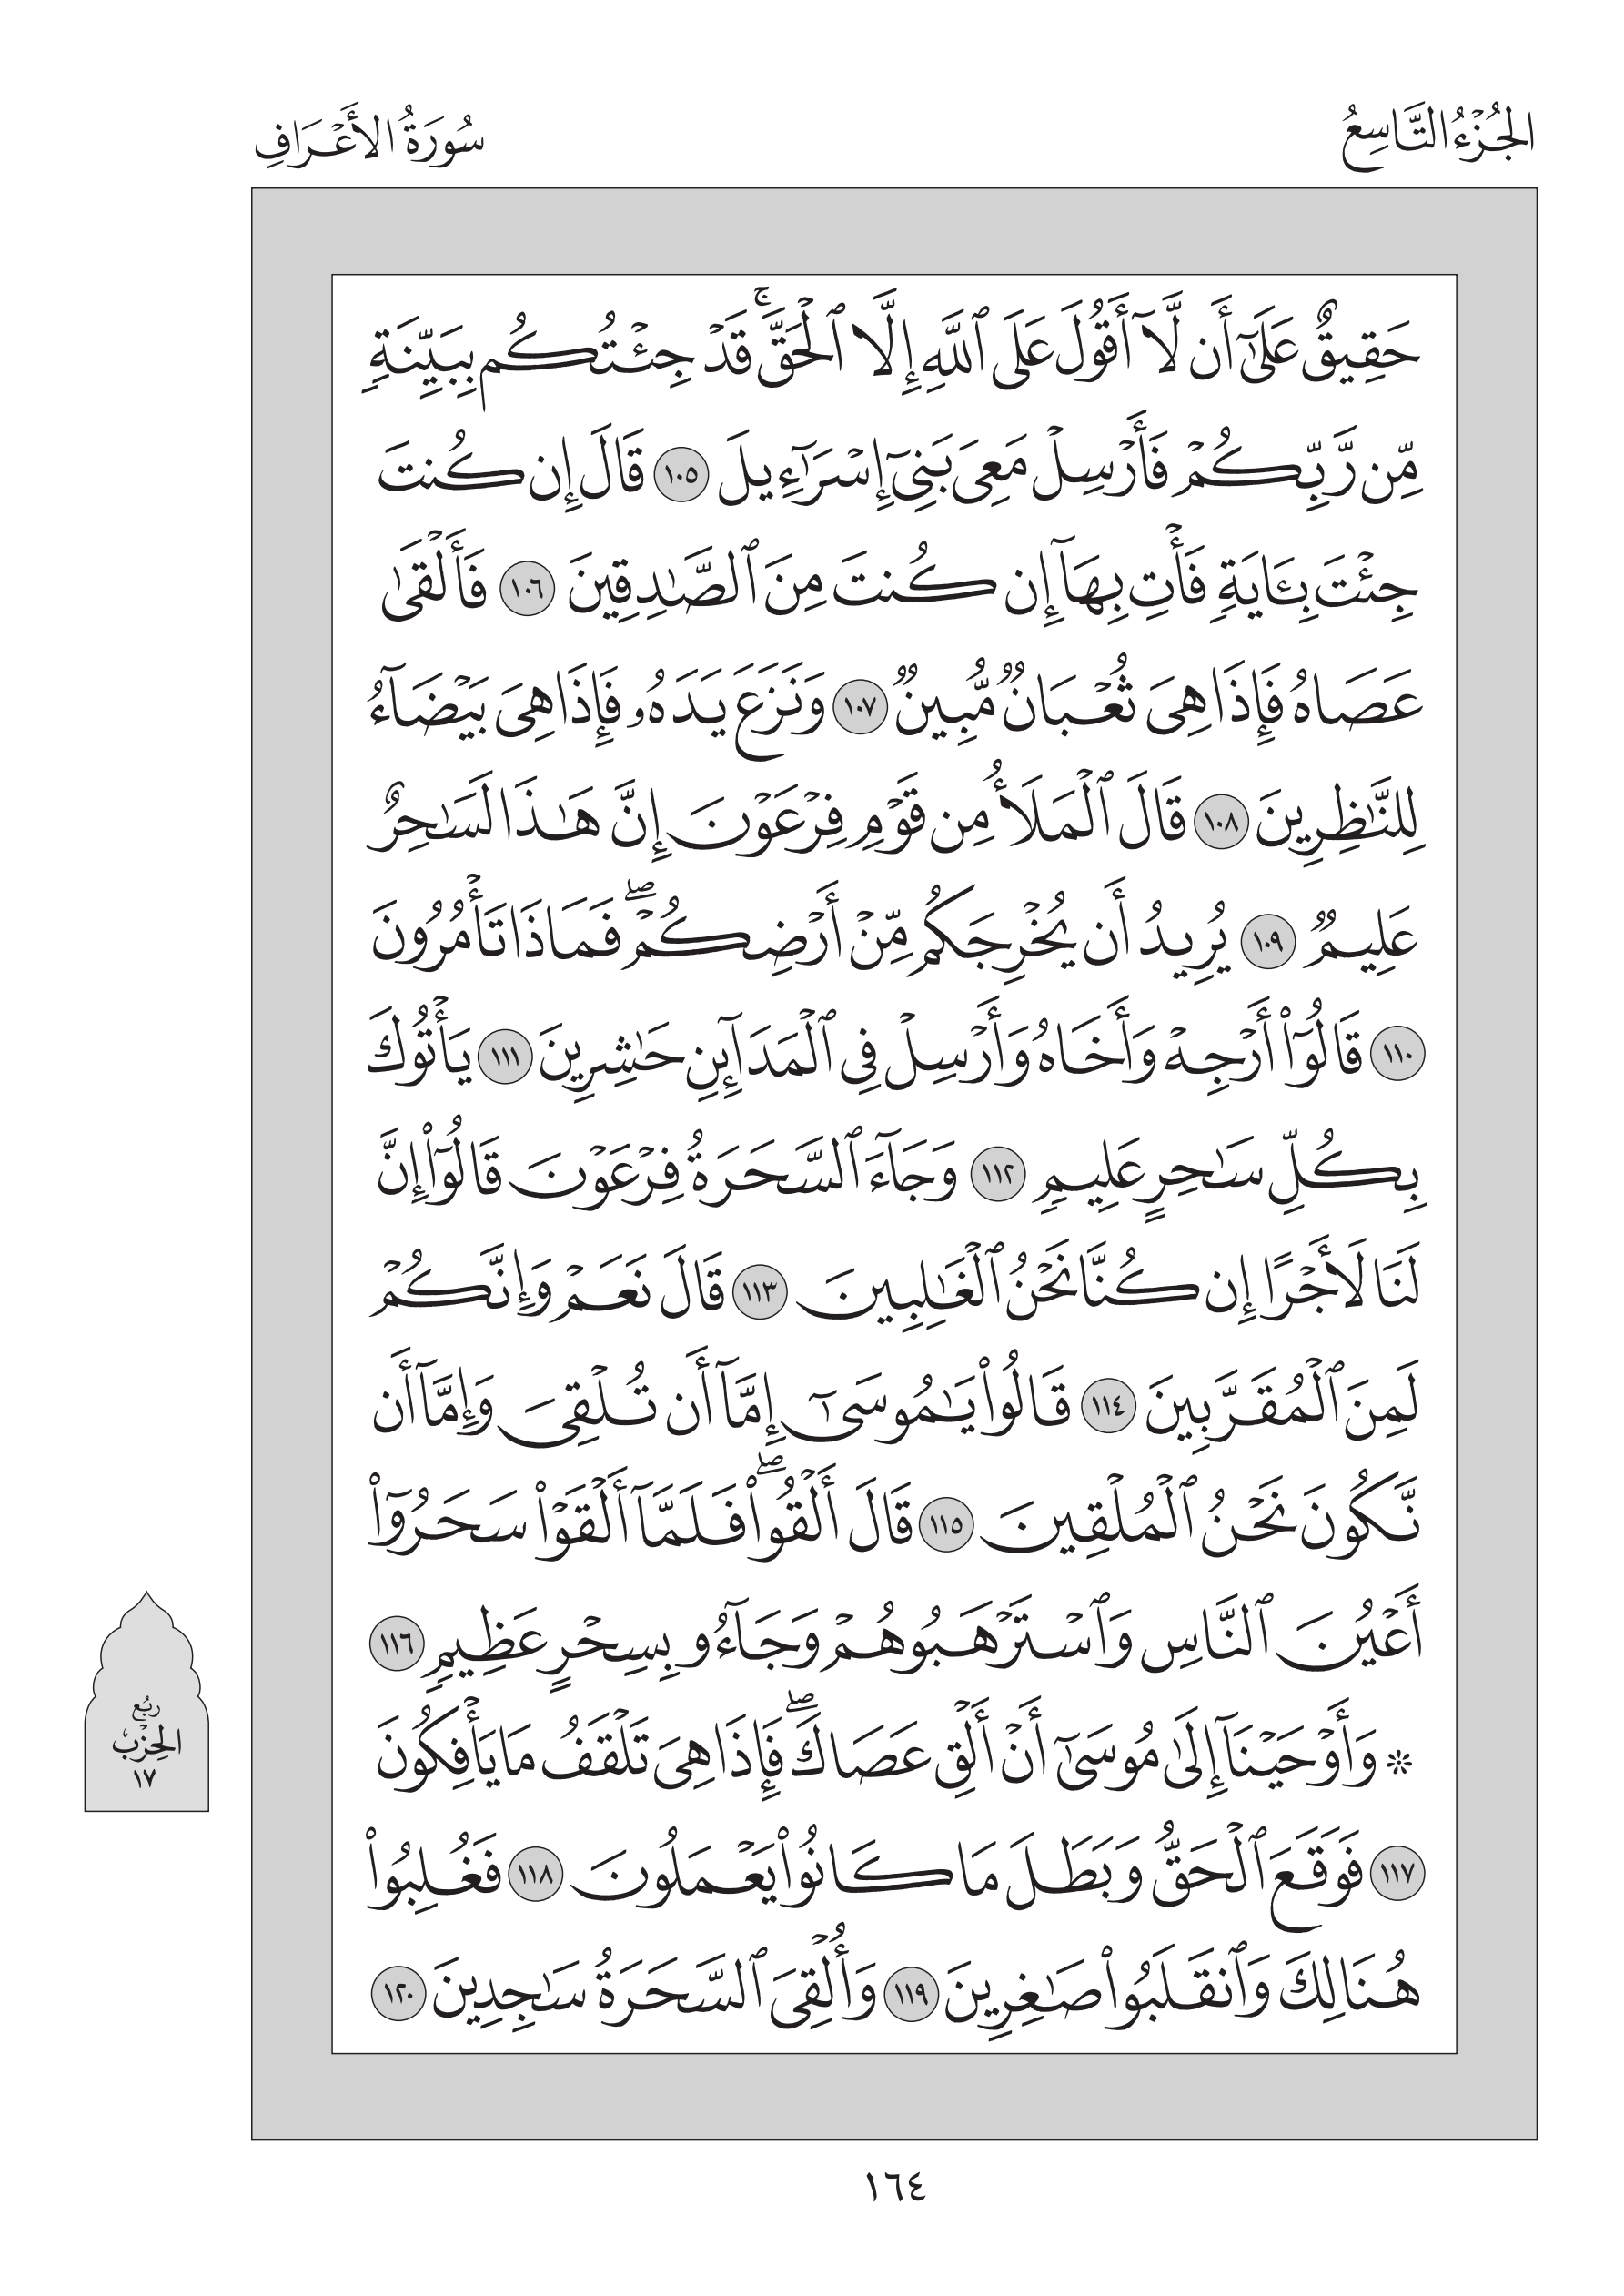 الجُزْءُ التَّاسِعُ
سُورَةُ الأَعْرَافِ
حَقِيقٌ عَلَىٰٓ أَن لَّآ أَقُولَ عَلَى ٱللَّهِ إِلَّا ٱلْحَقَّۚ قَدْ جِئْتُكُم بِبَيِّنَةٍ
مِّن رَّبِّكُمْ فَأَرْسِلْ مَعِىَ بَنِىٓ إِسْرَٰٓءِيلَ ١٠٥ قَالَ إِن كُنتَ
جِئْتَ بِـَٔايَةٍ فَأْتِ بِهَآ إِن كُنتَ مِنَ ٱلصَّٰدِقِينَ ١٠٦ فَأَلْقَىٰ
عَصَاهُ فَإِذَا هِىَ ثُعْبَانٌ مُّبِينٌ ١٠٧ وَنَزَعَ يَدَهُۥ فَإِذَا هِىَ بَيْضَآءُ
لِلنَّٰظِرِينَ ١٠٨ قَالَ ٱلْمَلَأُ مِن قَوْمِ فِرْعَوْنَ إِنَّ هَٰذَا لَسَٰحِرٌ
عَلِيمٌ ١٠٩ يُرِيدُ أَن يُخْرِجَكُم مِّنْ أَرْضِكُمْۖ فَمَاذَا تَأْمُرُونَ
١١٠ قَالُوٓا۟ أَرْجِهْ وَأَخَاهُ وَأَرْسِلْ فِى ٱلْمَدَآئِنِ حَٰشِرِينَ ١١١ يَأْتُوكَ
بِكُلِّ سَٰحِرٍ عَلِيمٍ ١١٢ وَجَآءَ ٱلسَّحَرَةُ فِرْعَوْنَ قَالُوٓا۟ إِنَّ
لَنَا لَأَجْرًا إِن كُنَّا نَحْنُ ٱلْغَٰلِبِينَ ١١٣ قَالَ نَعَمْ وَإِنَّكُمْ
لَمِنَ ٱلْمُقَرَّبِينَ ١١٤ قَالُوا۟ يَٰمُوسَىٰٓ إِمَّآ أَن تُلْقِىَ وَإِمَّآ أَن
نَّكُونَ نَحْنُ ٱلْمُلْقِينَ ١١٥ قَالَ أَلْقُوا۟ۖ فَلَمَّآ أَلْقَوْا۟ سَحَرُوٓا۟
أَعْيُنَ ٱلنَّاسِ وَٱسْتَرْهَبُوهُمْ وَجَآءُو بِسِحْرٍ عَظِيمٍ ١١٦
۞ وَأَوْحَيْنَآ إِلَىٰ مُوسَىٰٓ أَنْ أَلْقِ عَصَاكَۖ فَإِذَا هِىَ تَلْقَفُ مَا يَأْفِكُونَ
١١٧ فَوَقَعَ ٱلْحَقُّ وَبَطَلَ مَا كَانُوا۟ يَعْمَلُونَ ١١٨ فَغُلِبُوا۟
هُنَالِكَ وَٱنقَلَبُوا۟ صَٰغِرِينَ ١١٩ وَأُلْقِىَ ٱلسَّحَرَةُ سَٰجِدِينَ ١٢٠
رُبُع
الحِزْب
١٧
١٦٤